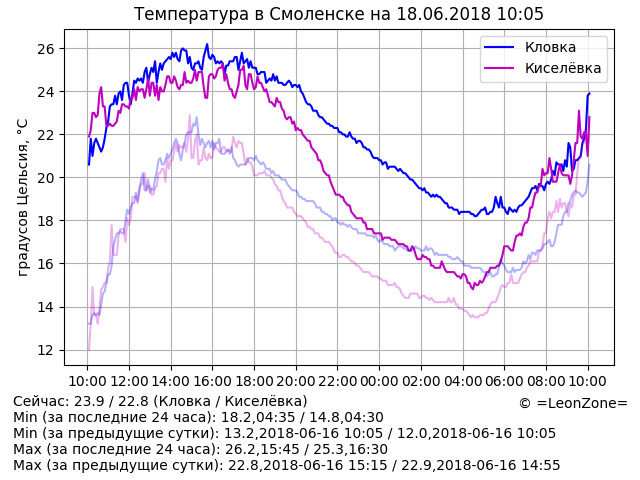 Температура в Смоленске на 18.06.2018 10:05
Кловка
Киселёвка
градусов Цельсия, °C
26
24
22
20
18
16
14
12
10:00 12:00 14:00 16:00 18:00 20:00 22:00 00:00 02:00 04:00 06:00 08:00 10:00
Сейчас: 23.9 / 22.8 (Кловка / Киселёвка)
© =LeonZone=
Min (за последние 24 часа): 18.2,04:35 / 14.8,04:30
Min (за предыдущие сутки): 13.2,2018-06-16 10:05 / 12.0,2018-06-16 10:05
Max (за последние 24 часа): 26.2,15:45 / 25.3,16:30
Max (за предыдущие сутки): 22.8,2018-06-16 15:15 / 22.9,2018-06-16 14:55